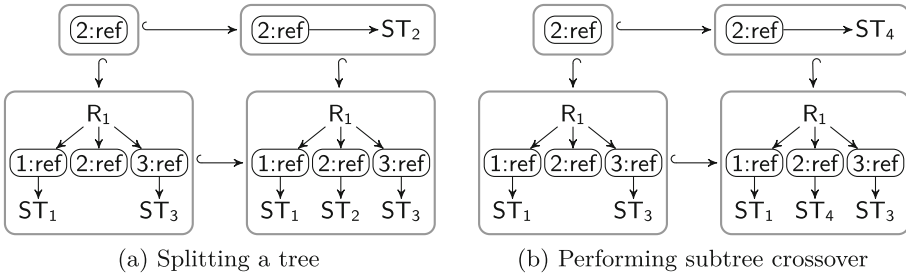 2:ref 2:ref ST2 2:ref 2:ref ST4
R1 R1 R1 R1
1:ref 2:ref 3:ref 1:ref 2:ref 3:ref 1:ref 2:ref 3:ref 1:ref 2:ref 3:ref
ST1 ST3 ST1 ST2 ST3 ST1 ST3 ST1 ST4 ST3
(a) Splitting a tree (b) Performing subtree crossover